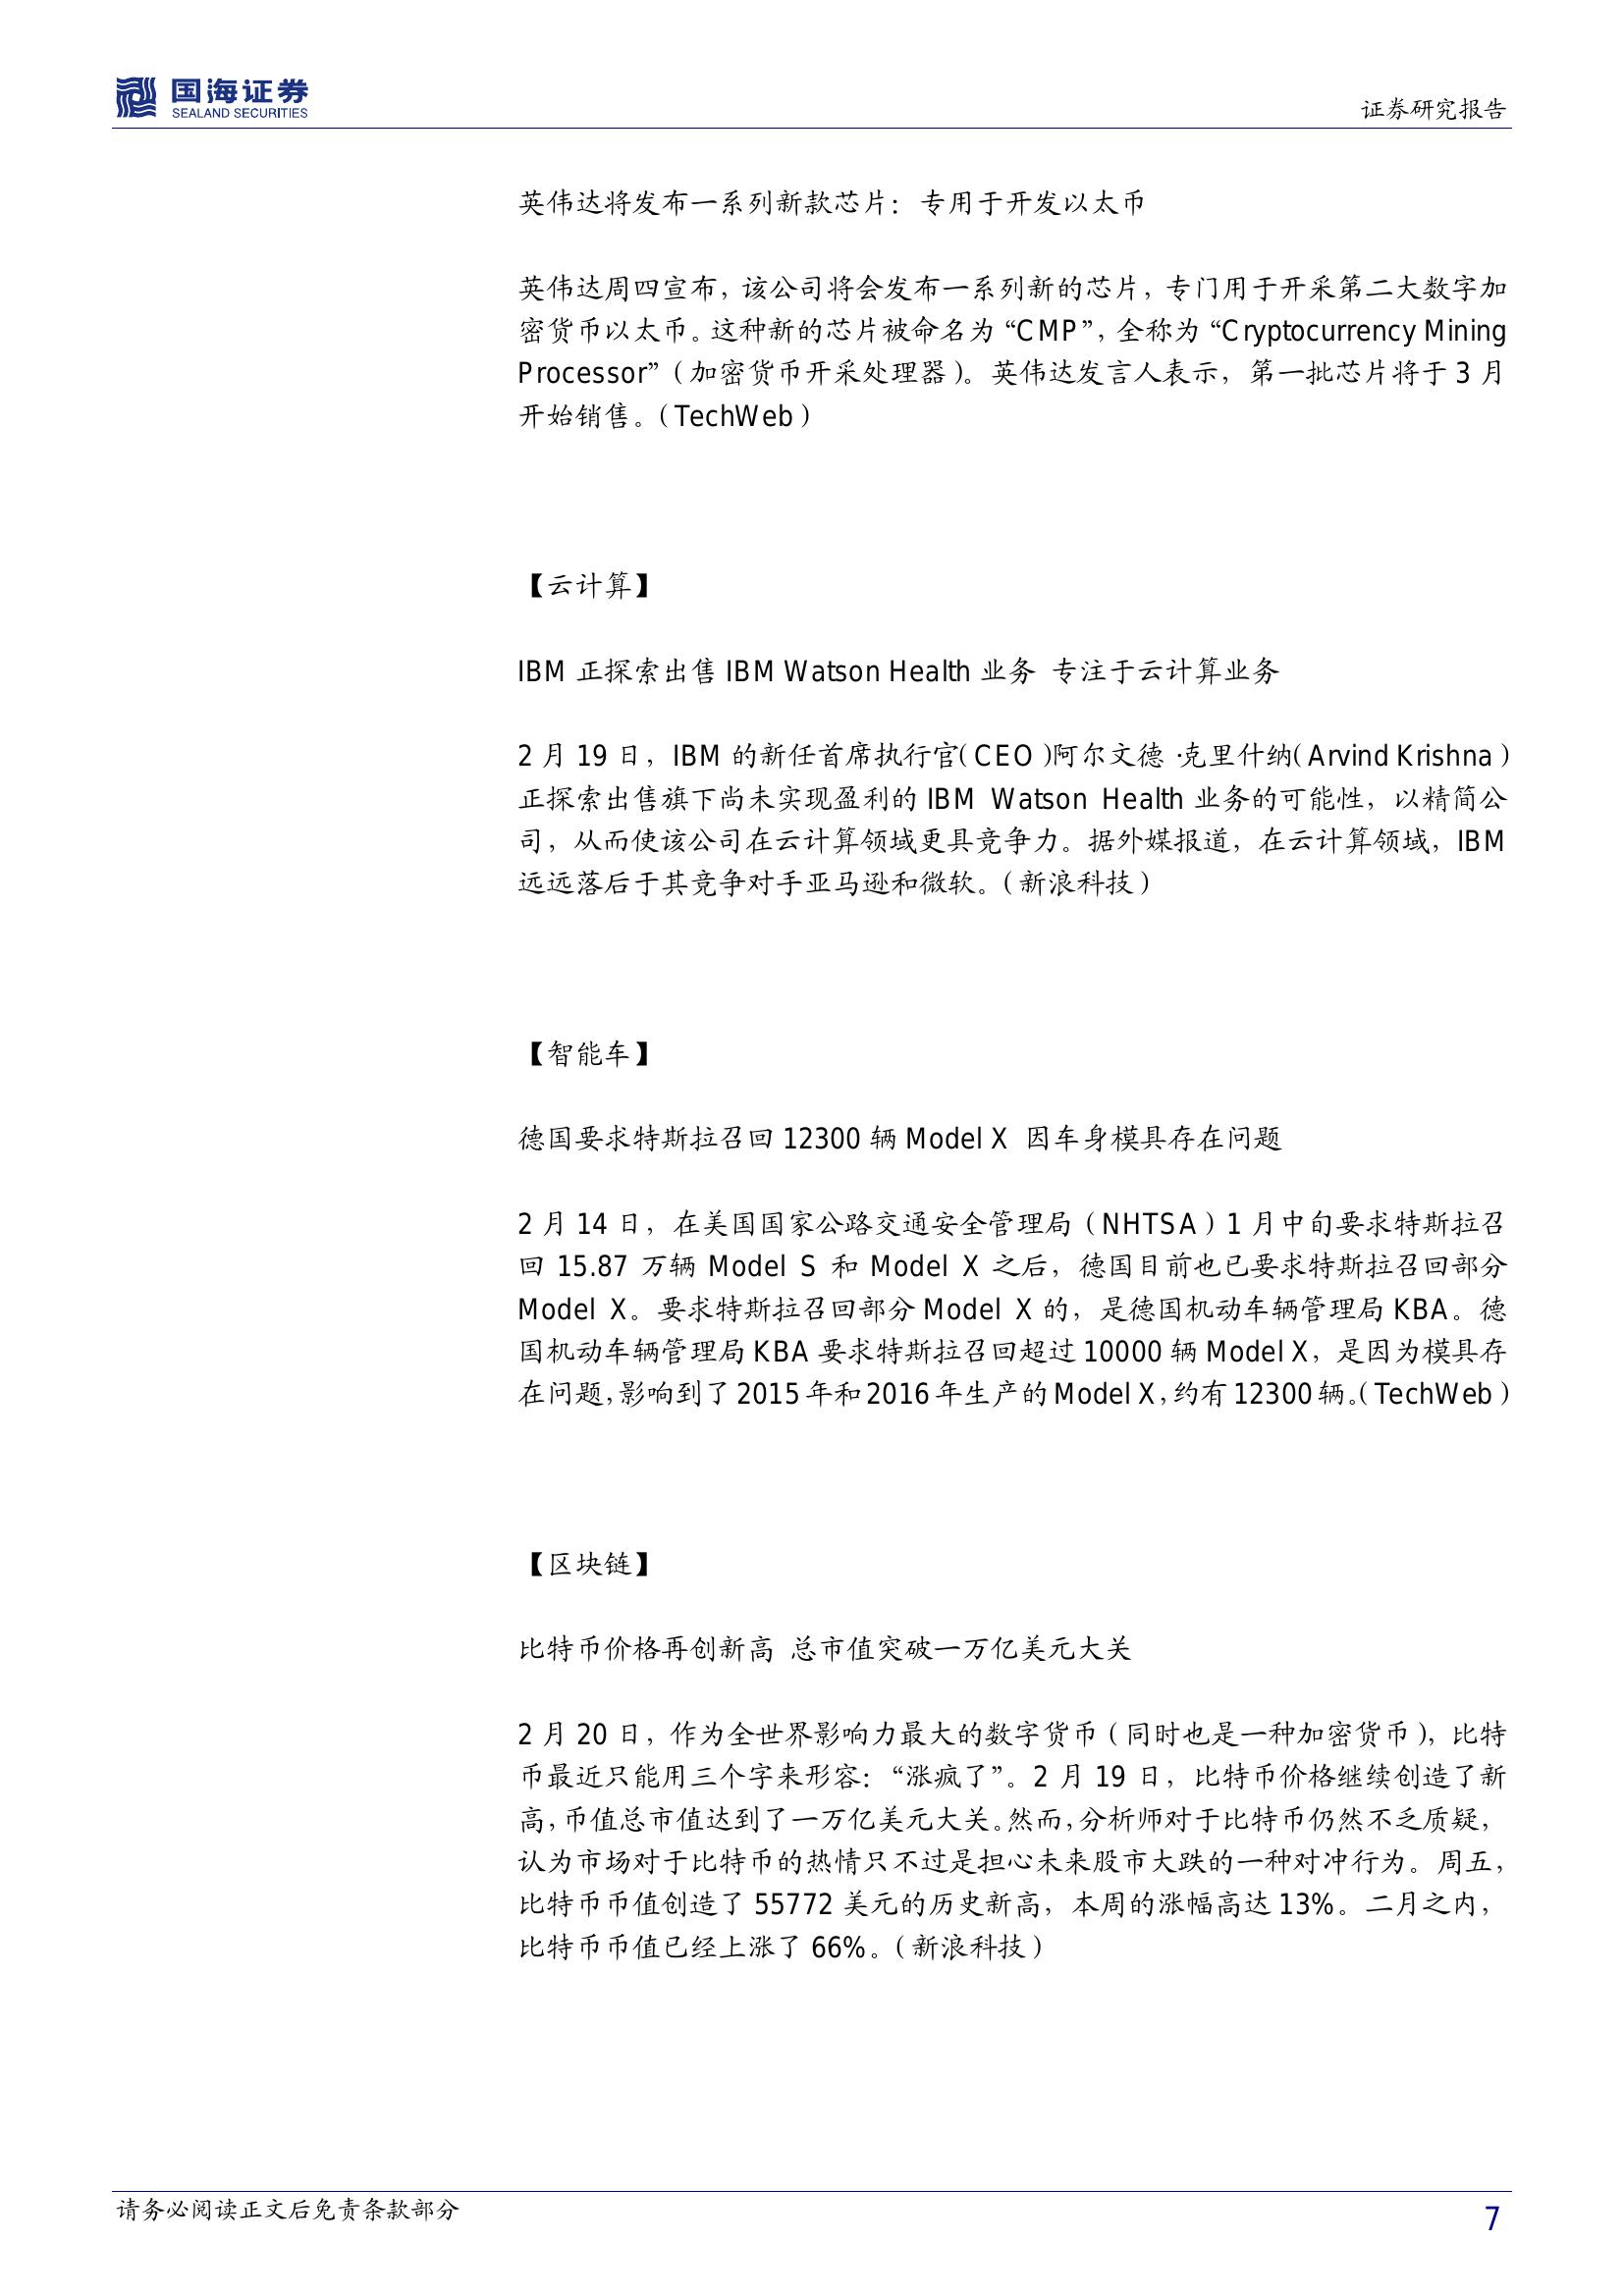 国海证券
SEALAND SECURITIES
证券研究报告
英伟达将发布一系列新款芯片：专用于开发以太币
英伟达周四宣布，该公司将会发布一系列新的芯片，专门用于开采第二大数字加
密货币以太币。这种新的芯片被命名为“CMP”，全称为“Cryptocurrency Mining
Processor”（加密货币开采处理器）。英伟达发言人表示，第一批芯片将于 3 月
开始销售。（TechWeb）
【云计算】
IBM 正探索出售 IBM Watson Health 业务 专注于云计算业务
2 月 19 日，IBM 的新任首席执行官（CEO）阿尔文德·克里什纳（Arvind Krishna）
正探索出售旗下尚未实现盈利的 IBM Watson Health 业务的可能性，以精简公
司，从而使该公司在云计算领域更具竞争力。据外媒报道，在云计算领域，IBM
远远落后于其竞争对手亚马逊和微软。（新浪科技）
【智能车】
德国要求特斯拉召回 12300 辆 Model X 因车身模具存在问题
2 月 14 日，在美国国家公路交通安全管理局（NHTSA）1 月中旬要求特斯拉召
回 15.87 万辆 Model S 和 Model X 之后，德国目前也已要求特斯拉召回部分
Model X。要求特斯拉召回部分 Model X 的，是德国机动车辆管理局 KBA。德
国机动车辆管理局 KBA 要求特斯拉召回超过 10000 辆 Model X，是因为模具存
在问题，影响到了 2015 年和 2016 年生产的 Model X，约有 12300 辆。（TechWeb）
【区块链】
比特币价格再创新高 总市值突破一万亿美元大关
2 月 20 日，作为全世界影响力最大的数字货币（同时也是一种加密货币），比特
币最近只能用三个字来形容：“涨疯了”。2 月 19 日，比特币价格继续创造了新
高，币值总市值达到了一万亿美元大关。然而，分析师对于比特币仍然不乏质疑，
认为市场对于比特币的热情只不过是担心未来股市大跌的一种对冲行为。周五，
比特币币值创造了 55772 美元的历史新高，本周的涨幅高达 13%。二月之内，
比特币币值已经上涨了 66%。（新浪科技）
请务必阅读正文后免责条款部分
7